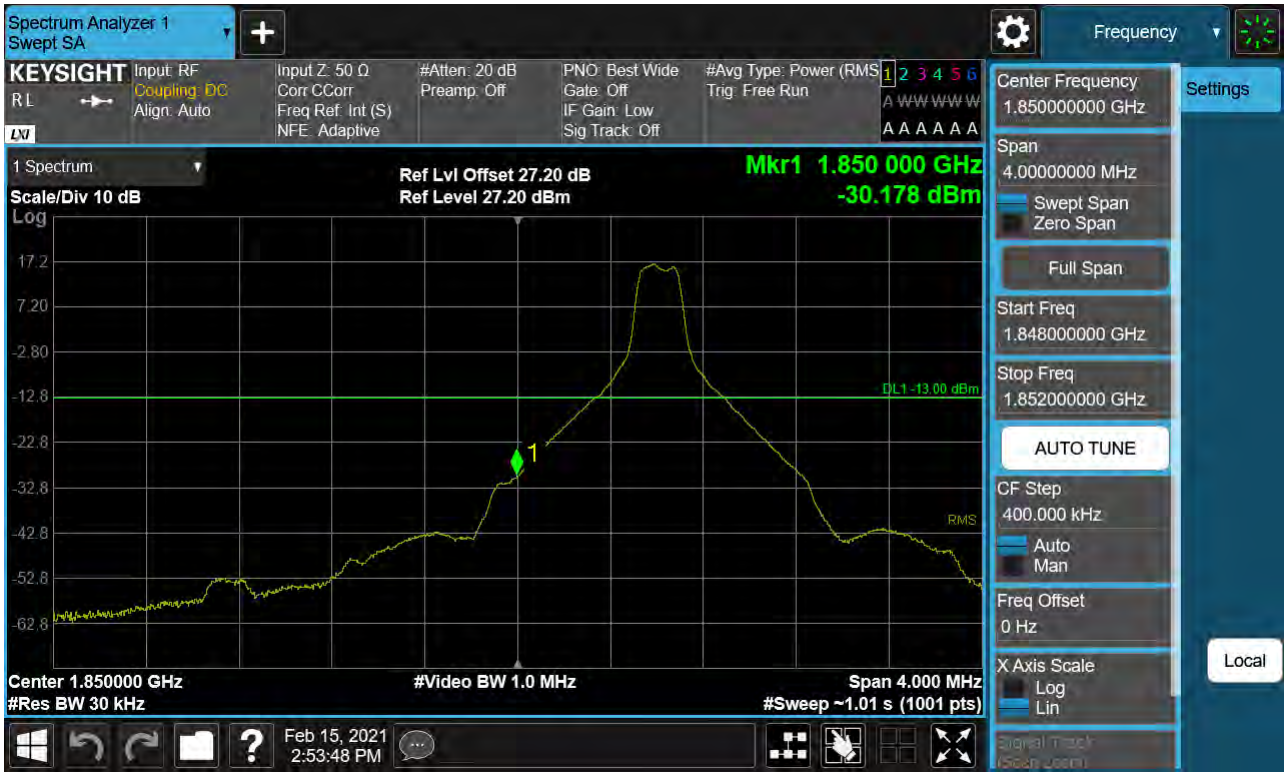 Spectrum Analyzer 1
Swept SA
Frequency
KEYSIGHT
RL
LXI
Input: RF
Coupling: DC
Align: Auto
Input Z: 50 Ω
Corr CCorr
Freq Ref: Int (S)
NFE: Adaptive
#Atten: 20 dB
Preamp: Off
PNO: Best Wide
Gate: Off
IF Gain: Low
Sig Track: Off
#Avg Type: Power (RMS
Trig: Free Run
1 2 3 4 5 6
A W W W W W
A A A A A A
1 Spectrum
Scale/Div 10 dB
Ref Lvl Offset 27.20 dB
Ref Level 27.20 dBm
Mkr1 1.850 000 GHz
-30.178 dBm
Log
17.2
7.20
-2.80
-12.8
-22.8
-32.8
-42.8
-52.8
-62.8
DL1 -13.00 dBm
1
RMS
Center 1.850000 GHz
#Video BW 1.0 MHz
Span 4.000 MHz
#Res BW 30 kHz
#Sweep ~1.01 s (1001 pts)
Center Frequency
1.850000000 GHz
Settings
Span
4.00000000 MHz
Swept Span
Zero Span
Full Span
Start Freq
1.848000000 GHz
Stop Freq
1.852000000 GHz
AUTO TUNE
CF Step
400.000 kHz
Auto
Man
Freq Offset
0 Hz
X Axis Scale
Log
Lin
Signal Track
(Span Zoom)
Local
?
Feb 15, 2021
2:53:48 PM